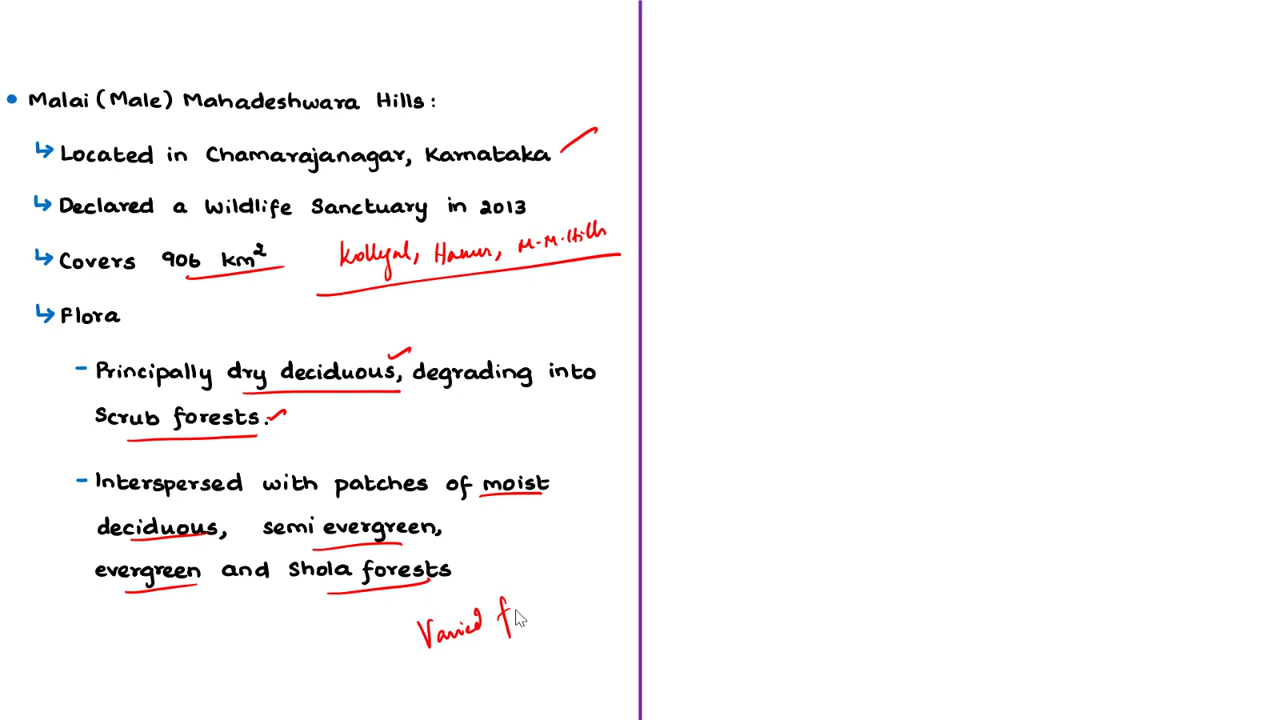 • Malai (Male) Mahadeshwara Hills:
↳ Located in Chamarajanagar, Karnataka
↳ Declared a Wildlife Sanctuary in 2013
↳ Covers 906 km² Kollegal, Hanur, M.M.Hills
↳ Flora
- Principally dry deciduous, degrading into
Scrub forests.
- Interspersed with patches of moist
deciduous, semi evergreen,
evergreen and Shola forests
Varied f